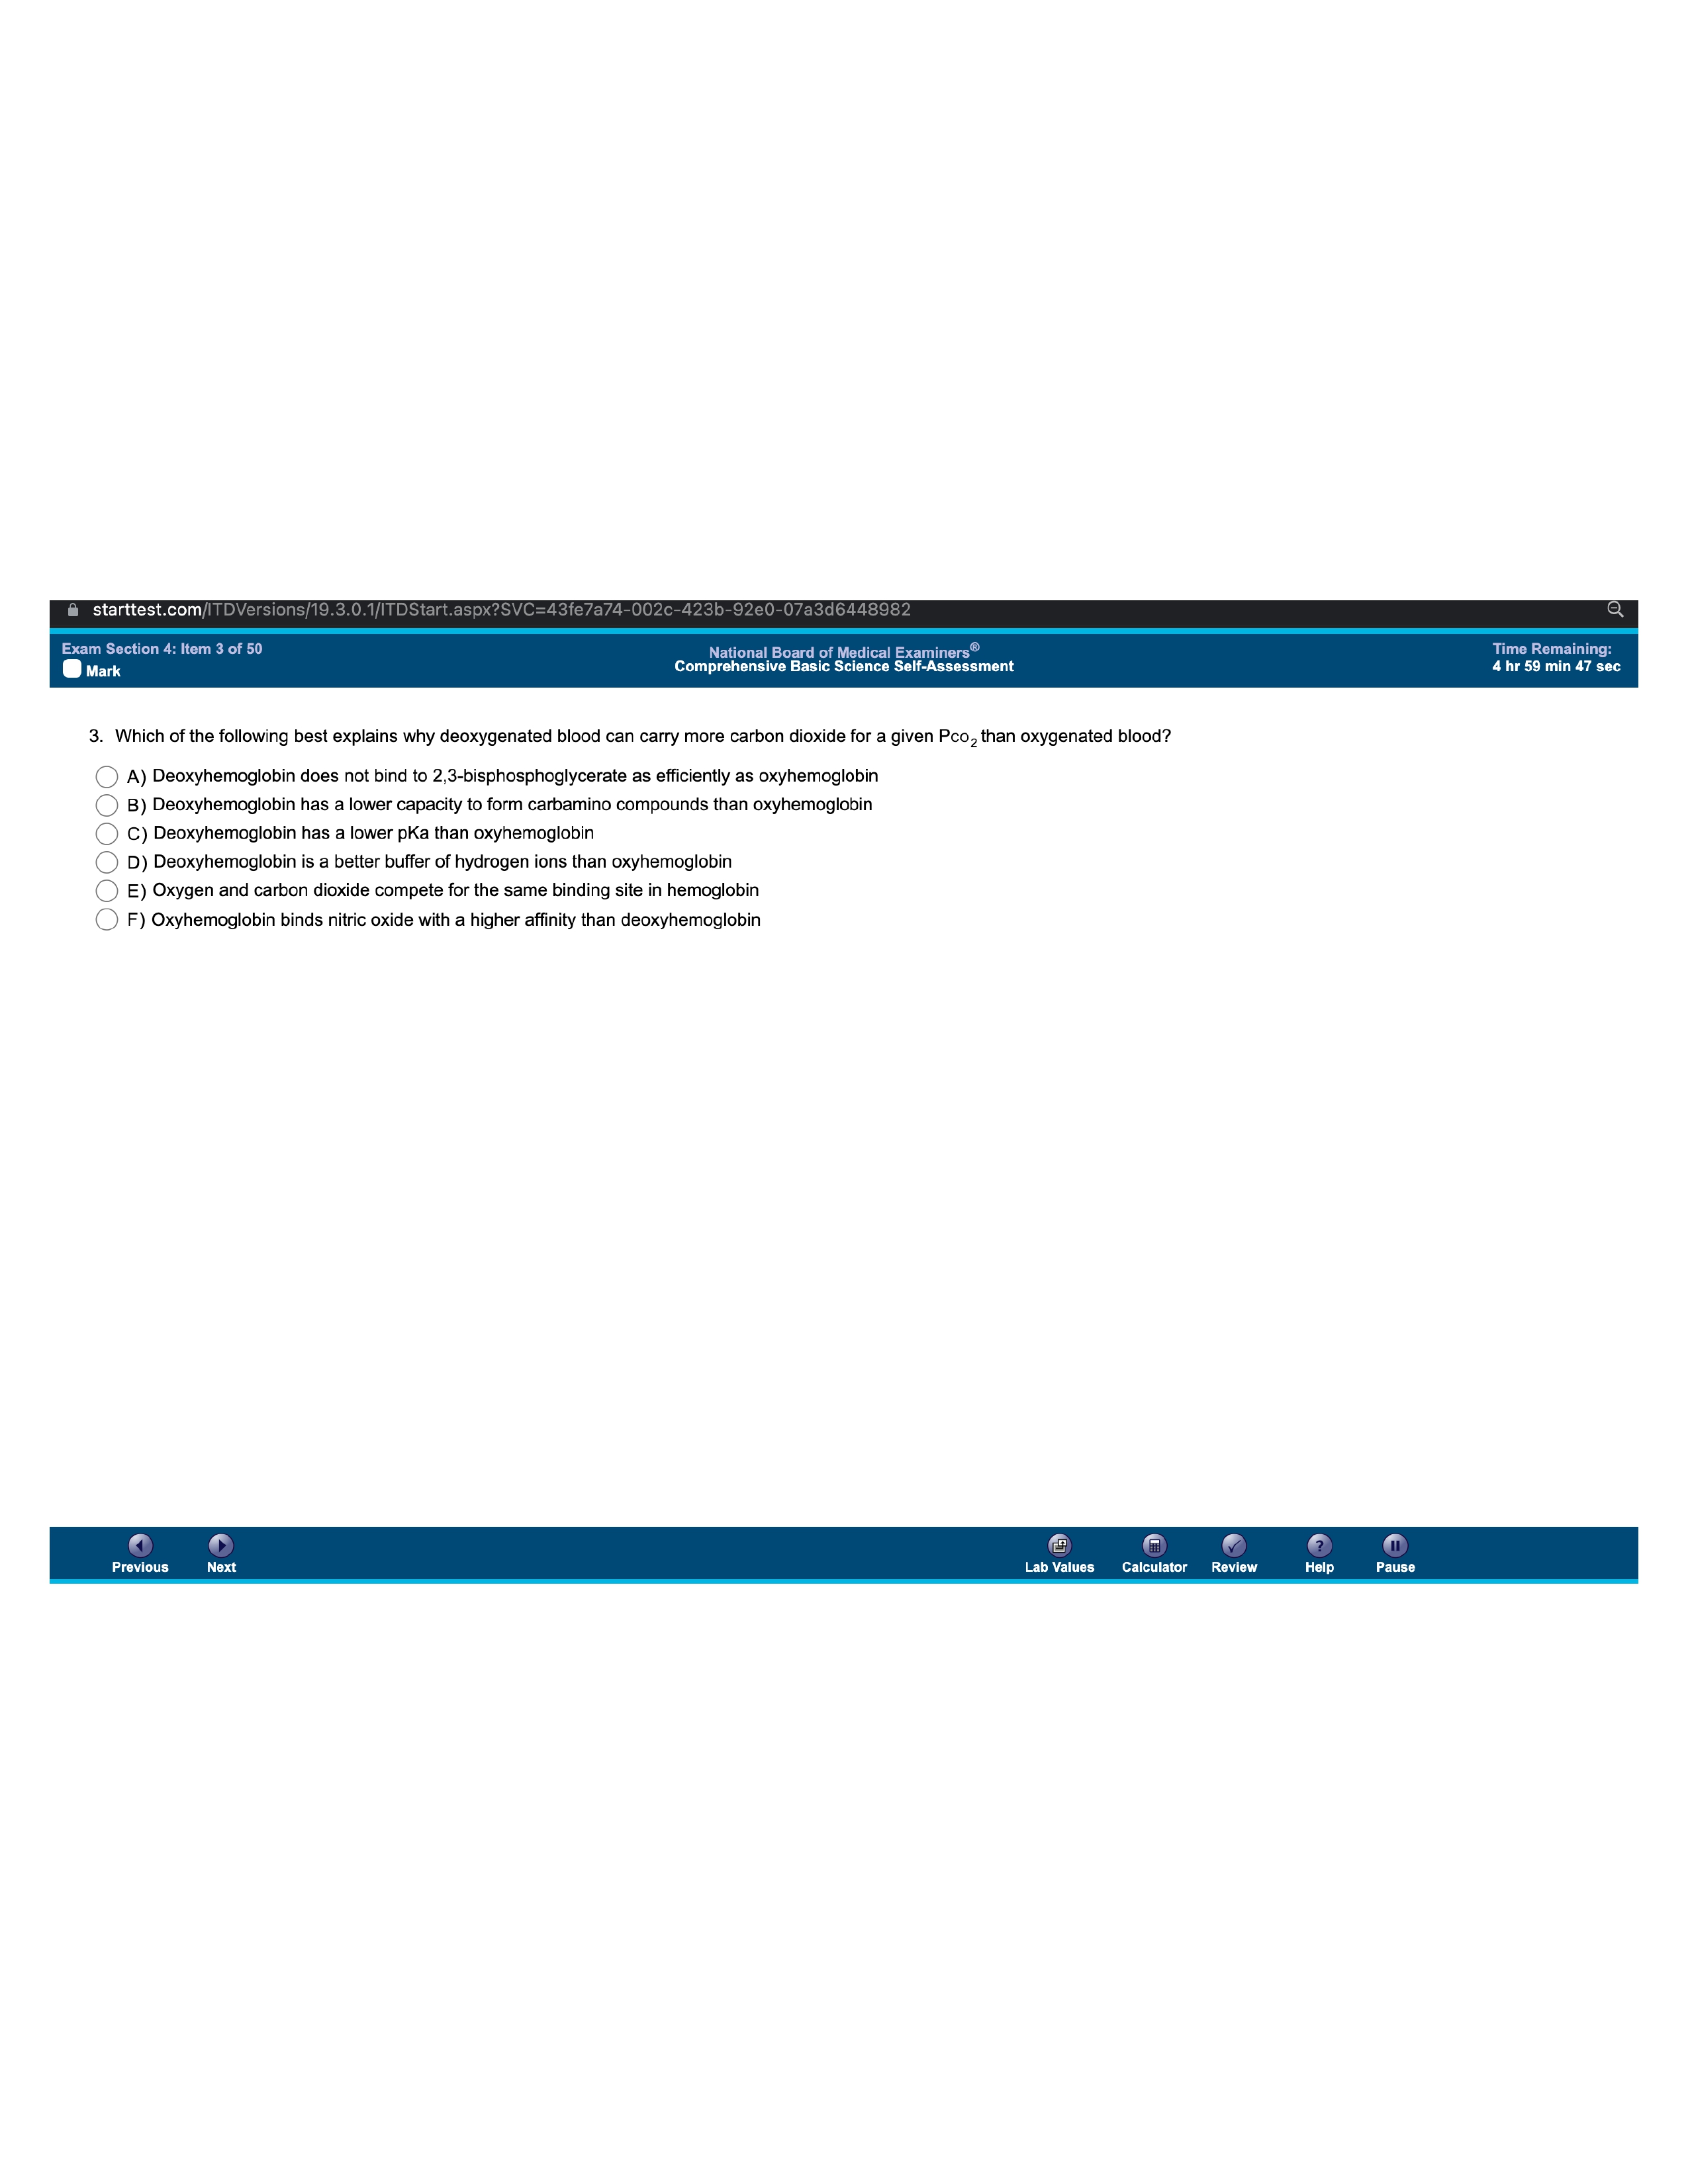 starttest.com/ITDVersions/19.3.0.1/ITDStart.aspx?SVC=43fe7a74-002c-423b-92e0-07a3d6448982
Exam Section 4: Item 3 of 50
Mark
National Board of Medical Examiners®
Comprehensive Basic Science Self-Assessment
Time Remaining:
4 hr 59 min 47 sec
3. Which of the following best explains why deoxygenated blood can carry more carbon dioxide for a given PCO₂ than oxygenated blood?
A) Deoxyhemoglobin does not bind to 2,3-bisphosphoglycerate as efficiently as oxyhemoglobin
B) Deoxyhemoglobin has a lower capacity to form carbamino compounds than oxyhemoglobin
C) Deoxyhemoglobin has a lower pKa than oxyhemoglobin
D) Deoxyhemoglobin is a better buffer of hydrogen ions than oxyhemoglobin
E) Oxygen and carbon dioxide compete for the same binding site in hemoglobin
F) Oxyhemoglobin binds nitric oxide with a higher affinity than deoxyhemoglobin
Previous
Next
Lab Values
Calculator
Review
Help
Pause